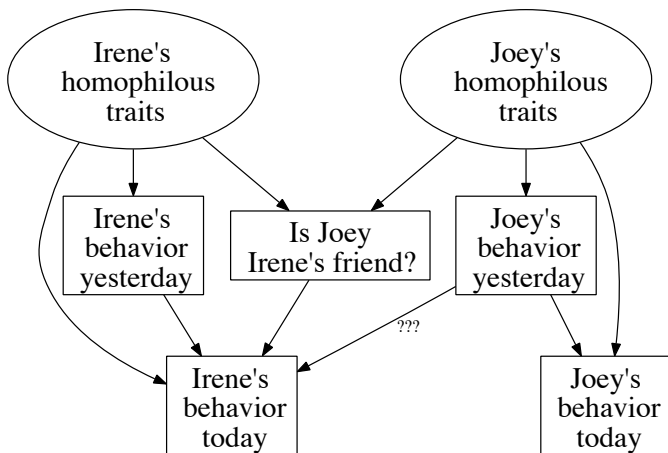 Irene's
homophilous
traits
Joey's
homophilous
traits
Irene's
behavior
yesterday
Is Joey
Irene's friend?
Joey's
behavior
yesterday
???
Irene's
behavior
today
Joey's
behavior
today